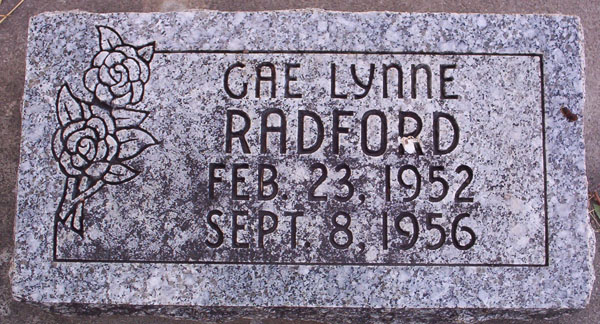 GAE LYNNE
RADFORD
FEB 23, 1952
SEPT. 8, 1956